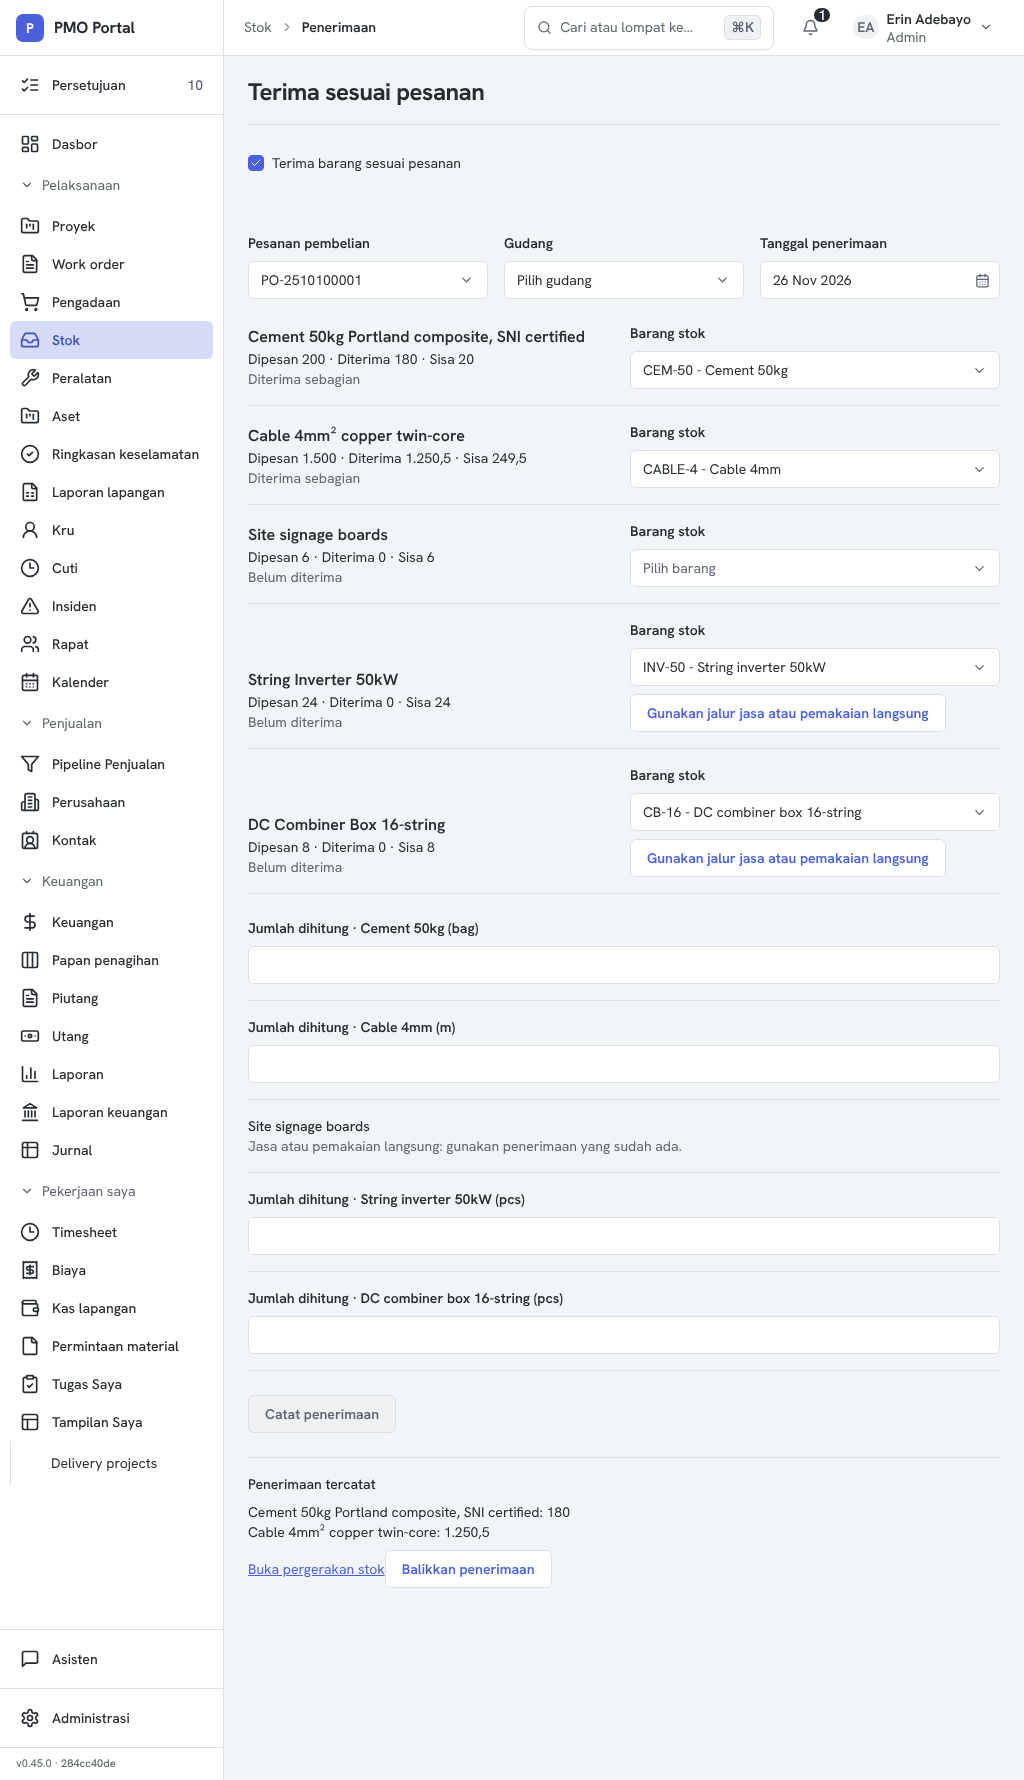 P PMO Portal
Stok > Penerimaan
Cari atau lompat ke... ⌘K
1
EA Erin Adebayo
Admin
Persetujuan 10
Dasbor
Pelaksanaan
Proyek
Work order
Pengadaan
Stok
Peralatan
Aset
Ringkasan keselamatan
Laporan lapangan
Kru
Cuti
Insiden
Rapat
Kalender
Penjualan
Pipeline Penjualan
Perusahaan
Kontak
Keuangan
Keuangan
Papan penagihan
Piutang
Utang
Laporan
Laporan keuangan
Jurnal
Pekerjaan saya
Timesheet
Biaya
Kas lapangan
Permintaan material
Tugas Saya
Tampilan Saya
Delivery projects
Asisten
Administrasi
v0.45.0 · 284cc40de
Terima sesuai pesanan
Terima barang sesuai pesanan
Pesanan pembelian Gudang Tanggal penerimaan
PO-2510100001 Pilih gudang 26 Nov 2026
Cement 50kg Portland composite, SNI certified
Dipesan 200 · Diterima 180 · Sisa 20
Diterima sebagian
Barang stok
CEM-50 - Cement 50kg
Cable 4mm² copper twin-core
Dipesan 1.500 · Diterima 1.250,5 · Sisa 249,5
Diterima sebagian
Barang stok
CABLE-4 - Cable 4mm
Site signage boards
Dipesan 6 · Diterima 0 · Sisa 6
Belum diterima
Barang stok
Pilih barang
String Inverter 50kW
Dipesan 24 · Diterima 0 · Sisa 24
Belum diterima
Barang stok
INV-50 - String inverter 50kW
Gunakan jalur jasa atau pemakaian langsung
DC Combiner Box 16-string
Dipesan 8 · Diterima 0 · Sisa 8
Belum diterima
Barang stok
CB-16 - DC combiner box 16-string
Gunakan jalur jasa atau pemakaian langsung
Jumlah dihitung · Cement 50kg (bag)
Jumlah dihitung · Cable 4mm (m)
Site signage boards
Jasa atau pemakaian langsung: gunakan penerimaan yang sudah ada.
Jumlah dihitung · String inverter 50kW (pcs)
Jumlah dihitung · DC combiner box 16-string (pcs)
Catat penerimaan
Penerimaan tercatat
Cement 50kg Portland composite, SNI certified: 180
Cable 4mm² copper twin-core: 1.250,5
Buka pergerakan stok Balikkan penerimaan